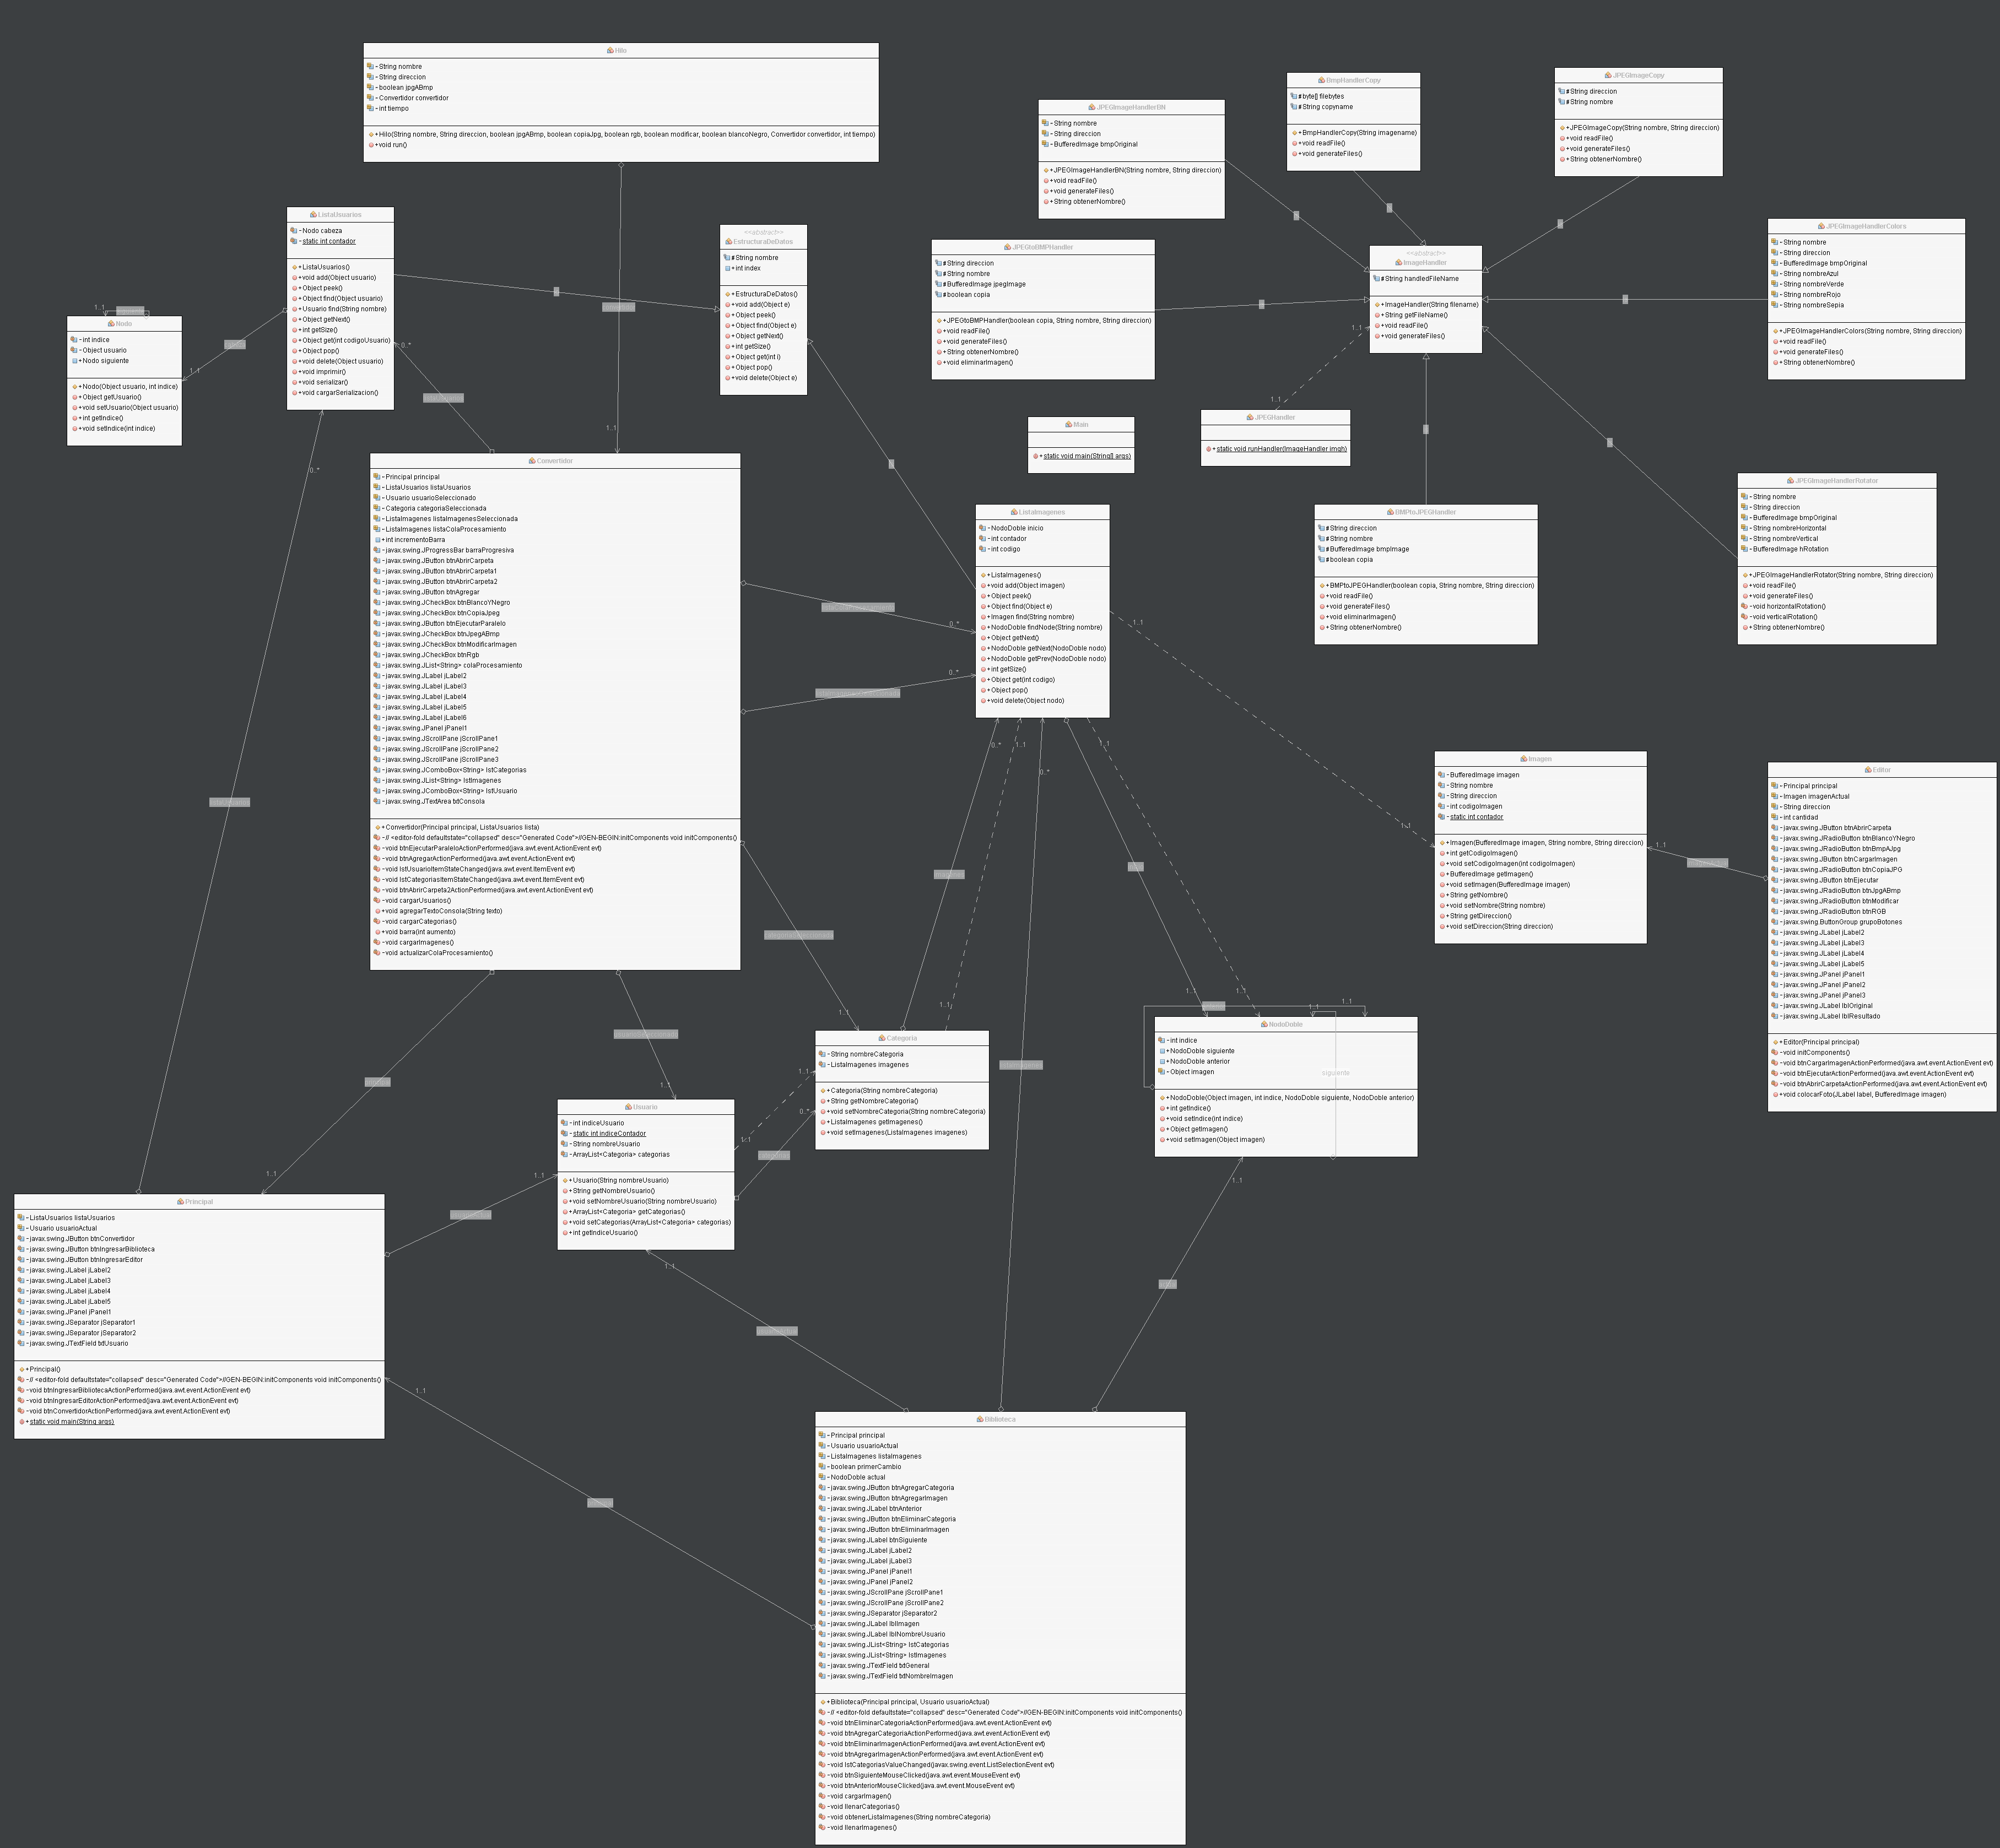 Hilo
-String nombre
-String direccion
-boolean jpgABmp
-Convertidor convertidor
-int tiempo
+Hilo(String nombre, String direccion, boolean jpgABmp, boolean copiaJpg, boolean rgb, boolean modificar, boolean blancoNegro, Convertidor convertidor, int tiempo)
+void run()
BmpHandlerCopy
#byte[] filebytes
#String copyname
+BmpHandlerCopy(String imagename)
+void readFile()
+void generateFiles()
JPEGImageCopy
#String direccion
#String nombre
+JPEGImageCopy(String nombre, String direccion)
+void readFile()
+void generateFiles()
+String obtenerNombre()
JPEGImageHandlerBN
-String nombre
-String direccion
-BufferedImage bmpOriginal
+JPEGImageHandlerBN(String nombre, String direccion)
+void readFile()
+void generateFiles()
+String obtenerNombre()
ListaUsuarios
-Nodo cabeza
-static int contador
+ListaUsuarios()
+void add(Object usuario)
+Object peek()
+Object find(Object usuario)
+Usuario find(String nombre)
+Object getNext()
+int getSize()
+Object get(int codigoUsuario)
+Object pop()
+void delete(Object usuario)
+void imprimir()
+void serializar()
+void cargarSerializacion()
<<abstract>>
EstructuraDeDatos
#String nombre
+int index
+EstructuraDeDatos()
+void add(Object e)
+Object peek()
+Object find(Object e)
+Object getNext()
+int getSize()
+Object get(int i)
+Object pop()
+void delete(Object e)
JPEGtoBMPHandler
#String direccion
#String nombre
#BufferedImage jpegImage
#boolean copia
+JPEGtoBMPHandler(boolean copia, String nombre, String direccion)
+void readFile()
+void generateFiles()
+String obtenerNombre()
+void eliminarImagen()
<<abstract>>
ImageHandler
#String handledFileName
+ImageHandler(String filename)
+String getFileName()
+void readFile()
+void generateFiles()
JPEGImageHandlerColors
-String nombre
-String direccion
-BufferedImage bmpOriginal
-String nombreAzul
-String nombreVerde
-String nombreRojo
-String nombreSepia
+JPEGImageHandlerColors(String nombre, String direccion)
+void readFile()
+void generateFiles()
+String obtenerNombre()
1..1
Nodo
-int indice
-Object usuario
+Nodo siguiente
+Nodo(Object usuario, int indice)
+Object getUsuario()
+void setUsuario(Object usuario)
+int getIndice()
+void setIndice(int indice)
1..1
0..*
0..*
1..1
1..1
1..1
JPEGHandler
+static void runHandler(ImageHandler imgh)
Main
+static void main(String[] args)
Convertidor
-Principal principal
-ListaUsuarios listaUsuarios
-Usuario usuarioSeleccionado
-Categoria categoriaSeleccionada
-ListaImagenes listaImagenesSeleccionada
-ListaImagenes listaColaProcesamiento
+int incrementoBarra
-javax.swing.JProgressBar barraProgresiva
-javax.swing.JButton btnAbrirCarpeta
-javax.swing.JButton btnAbrirCarpeta1
-javax.swing.JButton btnAbrirCarpeta2
-javax.swing.JButton btnAgregar
-javax.swing.JCheckBox btnBlancoYNegro
-javax.swing.JCheckBox btnCopiaJpeg
-javax.swing.JButton btnEjecutarParalelo
-javax.swing.JCheckBox btnJpegABmp
-javax.swing.JCheckBox btnModificarImagen
-javax.swing.JCheckBox btnRgb
-javax.swing.JList<String> colaProcesamiento
-javax.swing.JLabel jLabel2
-javax.swing.JLabel jLabel3
-javax.swing.JLabel jLabel4
-javax.swing.JLabel jLabel5
-javax.swing.JLabel jLabel6
-javax.swing.JPanel jPanel1
-javax.swing.JScrollPane jScrollPane1
-javax.swing.JScrollPane jScrollPane2
-javax.swing.JScrollPane jScrollPane3
-javax.swing.JComboBox<String> lstCategorias
-javax.swing.JList<String> lstImagenes
-javax.swing.JComboBox<String> lstUsuario
-javax.swing.JTextArea txtConsola
+Convertidor(Principal principal, ListaUsuarios lista)
-// <editor-fold defaultstate="collapsed" desc="Generated Code">//GEN-BEGIN:initComponents void initComponents()
-void btnEjecutarParaleloActionPerformed(java.awt.event.ActionEvent evt)
-void btnAgregarActionPerformed(java.awt.event.ActionEvent evt)
-void lstUsuarioItemStateChanged(java.awt.event.ItemEvent evt)
-void lstCategoriasItemStateChanged(java.awt.event.ItemEvent evt)
-void btnAbrirCarpeta2ActionPerformed(java.awt.event.ActionEvent evt)
-void cargarUsuarios()
+void agregarTextoConsola(String texto)
-void cargarCategorias()
+void barra(int aumento)
-void cargarImagenes()
-void actualizarColaProcesamiento()
ListaImagenes
-NodoDoble inicio
-int contador
-int codigo
+ListaImagenes()
+void add(Object imagen)
+Object peek()
+Object find(Object e)
+Imagen find(String nombre)
+NodoDoble findNode(String nombre)
+Object getNext()
+NodoDoble getNext(NodoDoble nodo)
+NodoDoble getPrev(NodoDoble nodo)
+int getSize()
+Object get(int codigo)
+Object pop()
+void delete(Object nodo)
BMPtoJPEGHandler
#String direccion
#String nombre
#BufferedImage bmpImage
#boolean copia
+BMPtoJPEGHandler(boolean copia, String nombre, String direccion)
+void readFile()
+void generateFiles()
+void eliminarImagen()
+String obtenerNombre()
JPEGImageHandlerRotator
-String nombre
-String direccion
-BufferedImage bmpOriginal
-String nombreHorizontal
-String nombreVertical
-BufferedImage hRotation
+JPEGImageHandlerRotator(String nombre, String direccion)
+void readFile()
+void generateFiles()
-void horizontalRotation()
-void verticalRotation()
+String obtenerNombre()
0..*
0..*
1..1
0..*
1..1
0..*
1..1
1..1
Imagen
-BufferedImage imagen
-String nombre
-String direccion
-int codigoImagen
-static int contador
+Imagen(BufferedImage imagen, String nombre, String direccion)
+int getCodigoImagen()
+void setCodigoImagen(int codigoImagen)
+BufferedImage getImagen()
+void setImagen(BufferedImage imagen)
+String getNombre()
+void setNombre(String nombre)
+String getDireccion()
+void setDireccion(String direccion)
1..1
Editor
-Principal principal
-Imagen imagenActual
-String direccion
-int cantidad
-javax.swing.JButton btnAbrirCarpeta
-javax.swing.JRadioButton btnBlancoYNegro
-javax.swing.JRadioButton btnBmpAJpg
-javax.swing.JButton btnCargarImagen
-javax.swing.JRadioButton btnCopiaJPG
-javax.swing.JButton btnEjecutar
-javax.swing.JRadioButton btnJpgABmp
-javax.swing.JRadioButton btnModificar
-javax.swing.JRadioButton btnRGB
-javax.swing.ButtonGroup grupoBotones
-javax.swing.JLabel jLabel2
-javax.swing.JLabel jLabel3
-javax.swing.JLabel jLabel4
-javax.swing.JLabel jLabel5
-javax.swing.JPanel jPanel1
-javax.swing.JPanel jPanel2
-javax.swing.JPanel jPanel3
-javax.swing.JLabel lblOriginal
-javax.swing.JLabel lblResultado
+Editor(Principal principal)
-void initComponents()
-void btnCargarImagenActionPerformed(java.awt.event.ActionEvent evt)
-void btnEjecutarActionPerformed(java.awt.event.ActionEvent evt)
-void btnAbrirCarpetaActionPerformed(java.awt.event.ActionEvent evt)
+void colocarFoto(JLabel label, BufferedImage imagen)
1..1
1..1
Categoria
-String nombreCategoria
-ListaImagenes imagenes
+Categoria(String nombreCategoria)
+String getNombreCategoria()
+void setNombreCategoria(String nombreCategoria)
+ListaImagenes getImagenes()
+void setImagenes(ListaImagenes imagenes)
1..1
1..1
1..1
1..1
NodoDoble
-int indice
+NodoDoble siguiente
+NodoDoble anterior
-Object imagen
siguiente
+NodoDoble(Object imagen, int indice, NodoDoble siguiente, NodoDoble anterior)
+int getIndice()
+void setIndice(int indice)
+Object getImagen()
+void setImagen(Object imagen)
1..1
1..1
0..*
1..1
Usuario
-int indiceUsuario
-static int indiceContador
-String nombreUsuario
-ArrayList<Categoria> categorias
+Usuario(String nombreUsuario)
+String getNombreUsuario()
+void setNombreUsuario(String nombreUsuario)
+ArrayList<Categoria> getCategorias()
+void setCategorias(ArrayList<Categoria> categorias)
+int getIndiceUsuario()
1..1
1..1
1..1
1..1
Principal
-ListaUsuarios listaUsuarios
-Usuario usuarioActual
-javax.swing.JButton btnConvertidor
-javax.swing.JButton btnIngresarBiblioteca
-javax.swing.JButton btnIngresarEditor
-javax.swing.JLabel jLabel2
-javax.swing.JLabel jLabel3
-javax.swing.JLabel jLabel4
-javax.swing.JLabel jLabel5
-javax.swing.JPanel jPanel1
-javax.swing.JSeparator jSeparator1
-javax.swing.JSeparator jSeparator2
-javax.swing.JTextField txtUsuario
+Principal()
-// <editor-fold defaultstate="collapsed" desc="Generated Code">//GEN-BEGIN:initComponents void initComponents()
-void btnIngresarBibliotecaActionPerformed(java.awt.event.ActionEvent evt)
-void btnIngresarEditorActionPerformed(java.awt.event.ActionEvent evt)
-void btnConvertidorActionPerformed(java.awt.event.ActionEvent evt)
+static void main(String args)
1..1
Biblioteca
-Principal principal
-Usuario usuarioActual
-ListaImagenes listaImagenes
-boolean primerCambio
-NodoDoble actual
-javax.swing.JButton btnAgregarCategoria
-javax.swing.JButton btnAgregarImagen
-javax.swing.JLabel btnAnterior
-javax.swing.JButton btnEliminarCategoria
-javax.swing.JButton btnEliminarImagen
-javax.swing.JLabel btnSiguiente
-javax.swing.JLabel jLabel2
-javax.swing.JLabel jLabel3
-javax.swing.JPanel jPanel1
-javax.swing.JPanel jPanel2
-javax.swing.JScrollPane jScrollPane1
-javax.swing.JScrollPane jScrollPane2
-javax.swing.JSeparator jSeparator2
-javax.swing.JLabel lblImagen
-javax.swing.JLabel lblNombreUsuario
-javax.swing.JList<String> lstCategorias
-javax.swing.JList<String> lstImagenes
-javax.swing.JTextField txtGeneral
-javax.swing.JTextField txtNombreImagen
+Biblioteca(Principal principal, Usuario usuarioActual)
-// <editor-fold defaultstate="collapsed" desc="Generated Code">//GEN-BEGIN:initComponents void initComponents()
-void btnEliminarCategoriaActionPerformed(java.awt.event.ActionEvent evt)
-void btnAgregarCategoriaActionPerformed(java.awt.event.ActionEvent evt)
-void btnEliminarImagenActionPerformed(java.awt.event.ActionEvent evt)
-void btnAgregarImagenActionPerformed(java.awt.event.ActionEvent evt)
-void lstCategoriasValueChanged(javax.swing.event.ListSelectionEvent evt)
-void btnSiguienteMouseClicked(java.awt.event.MouseEvent evt)
-void btnAnteriorMouseClicked(java.awt.event.MouseEvent evt)
-void cargarImagen()
-void llenarCategorias()
-void obtenerListaImagenes(String nombreCategoria)
-void llenarImagenes()